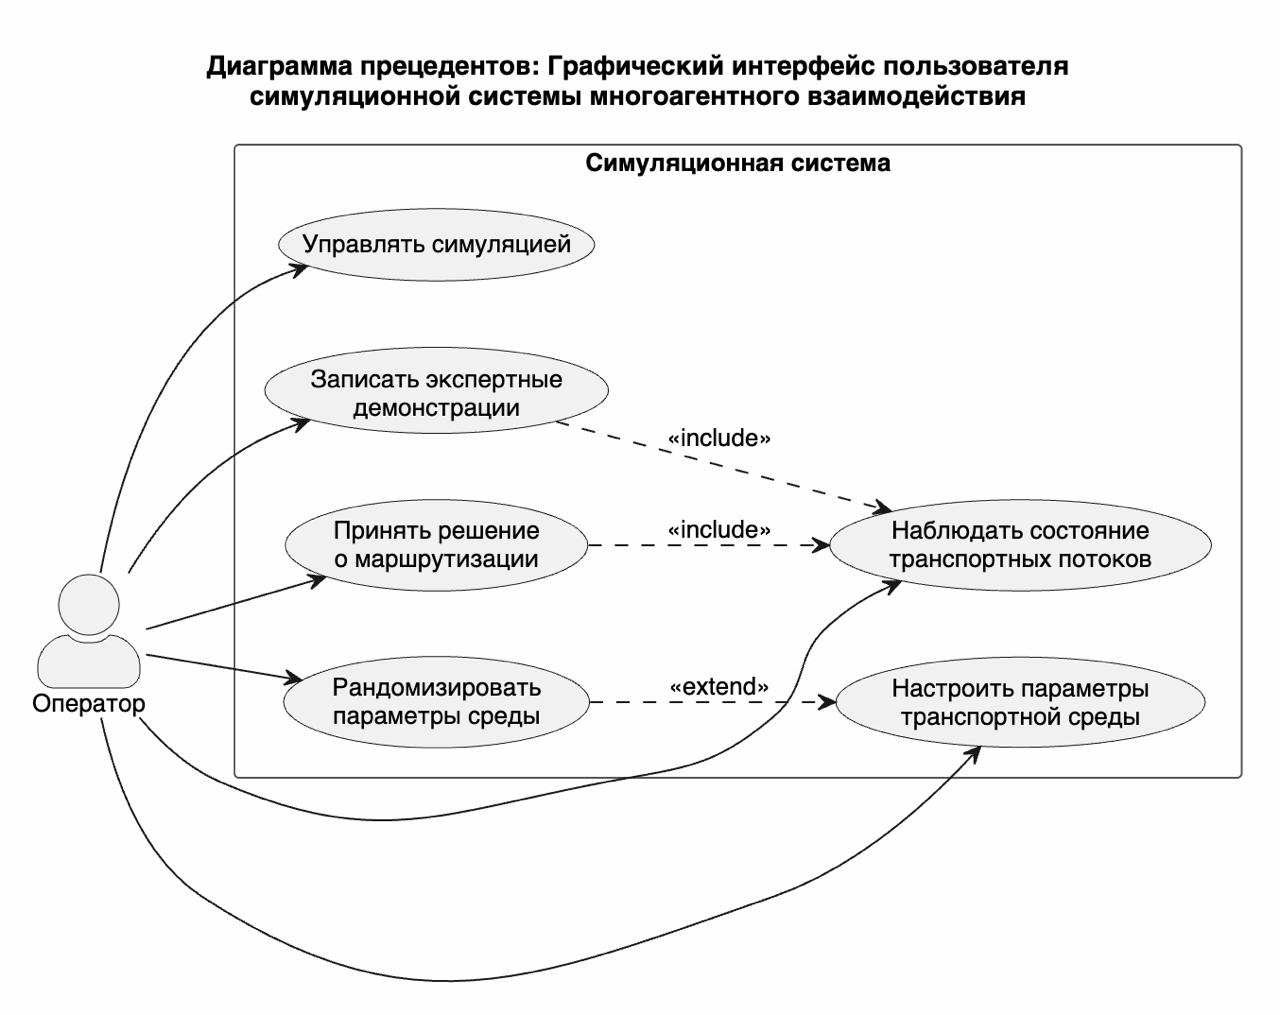 Диаграмма прецедентов: Графический интерфейс пользователя
симуляционной системы многоагентного взаимодействия
Симуляционная система
Управлять симуляцией
Записать экспертные
демонстрации
«include»
Принять решение
о маршрутизации
«include»
Наблюдать состояние
транспортных потоков
Рандомизировать
параметры среды
«extend»
Настроить параметры
транспортной среды
Оператор